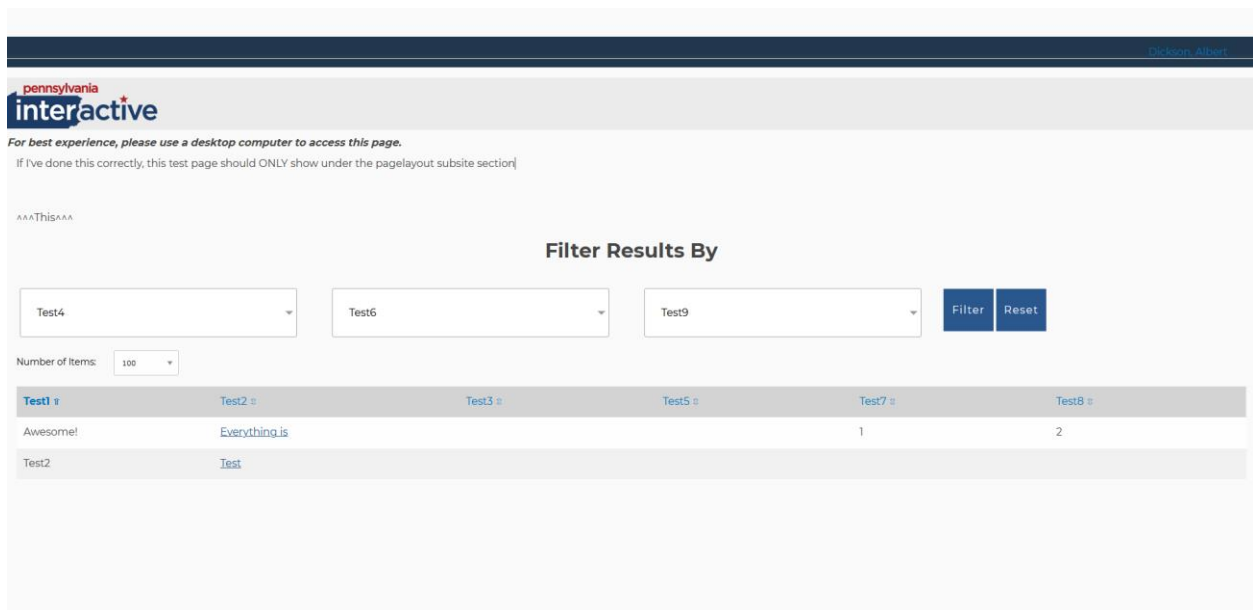 Dickson, Albert
pennsylvania
interactive
For best experience, please use a desktop computer to access this page.
If I've done this correctly, this test page should ONLY show under the pagelayout subsite section
^^^This^^^
Filter Results By
Test4 Test6 Test9 Filter Reset
Number of Items: 100
Test1 Test2 Test3 Test5 Test7 Test8
Awesome! Everything is 1 2
Test2 Test